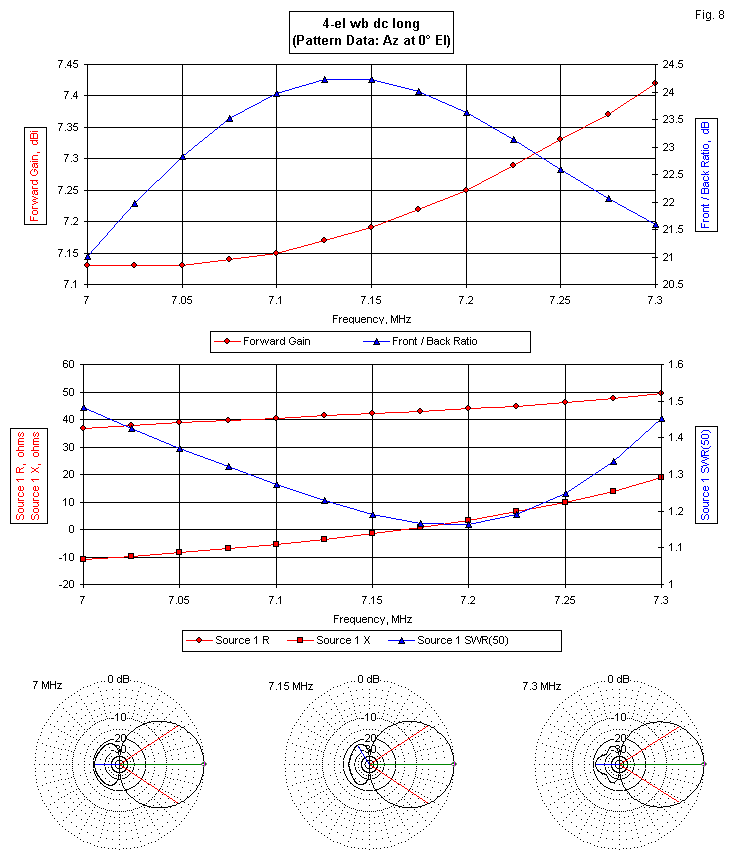 Fig. 8
4-el wb dc long
(Pattern Data: Az at 0° El)
7.45
7.4
7.35
7.3
7.25
7.2
7.15
7.1
Forward Gain, dBi
24.5
24
23.5
23
22.5
22
21.5
21
20.5
Front / Back Ratio, dB
7
7.05
7.1
7.15
7.2
7.25
7.3
Frequency, MHz
Forward Gain
Front / Back Ratio
60
50
40
30
20
10
0
-10
-20
Source 1 R, ohms
Source 1 X, ohms
1.6
1.5
1.4
1.3
1.2
1.1
1
Source 1 SWR(50)
7
7.05
7.1
7.15
7.2
7.25
7.3
Frequency, MHz
Source 1 R
Source 1 X
Source 1 SWR(50)
7 MHz
0 dB
-10
-20
-30
7.15 MHz
0 dB
-10
-20
-30
7.3 MHz
0 dB
-10
-20
-30